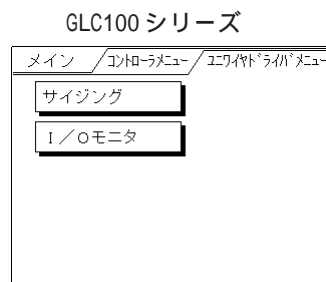 GLC100シリーズ
メイン
コントローラメニュー
ユニワイヤドライバメニュー
サイジング
I/Oモニタ